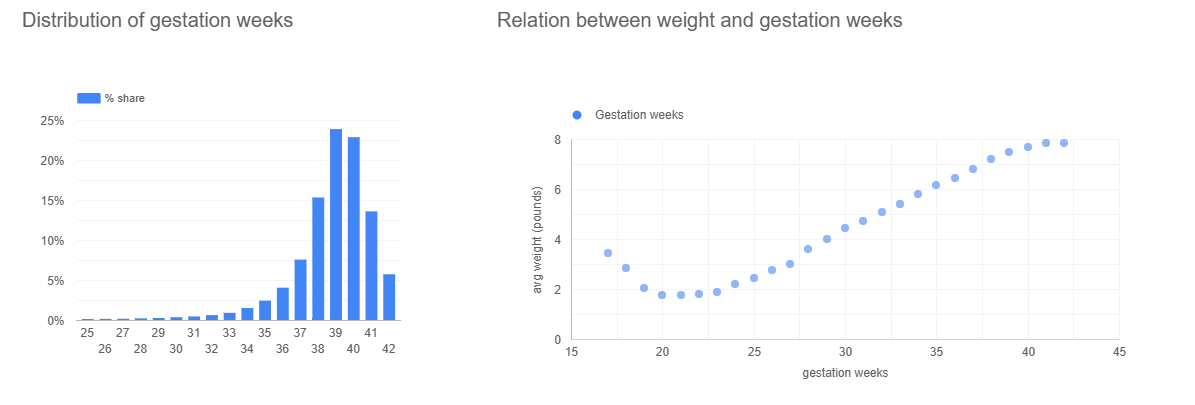 Distribution of gestation weeks
% share
25%
20%
15%
10%
5%
0%
25 27 29 31 33 35 37 39 41
26 28 30 32 34 36 38 40 42
Relation between weight and gestation weeks
Gestation weeks
avg weight (pounds)
8
6
4
2
0
15 20 25 30 35 40 45
gestation weeks